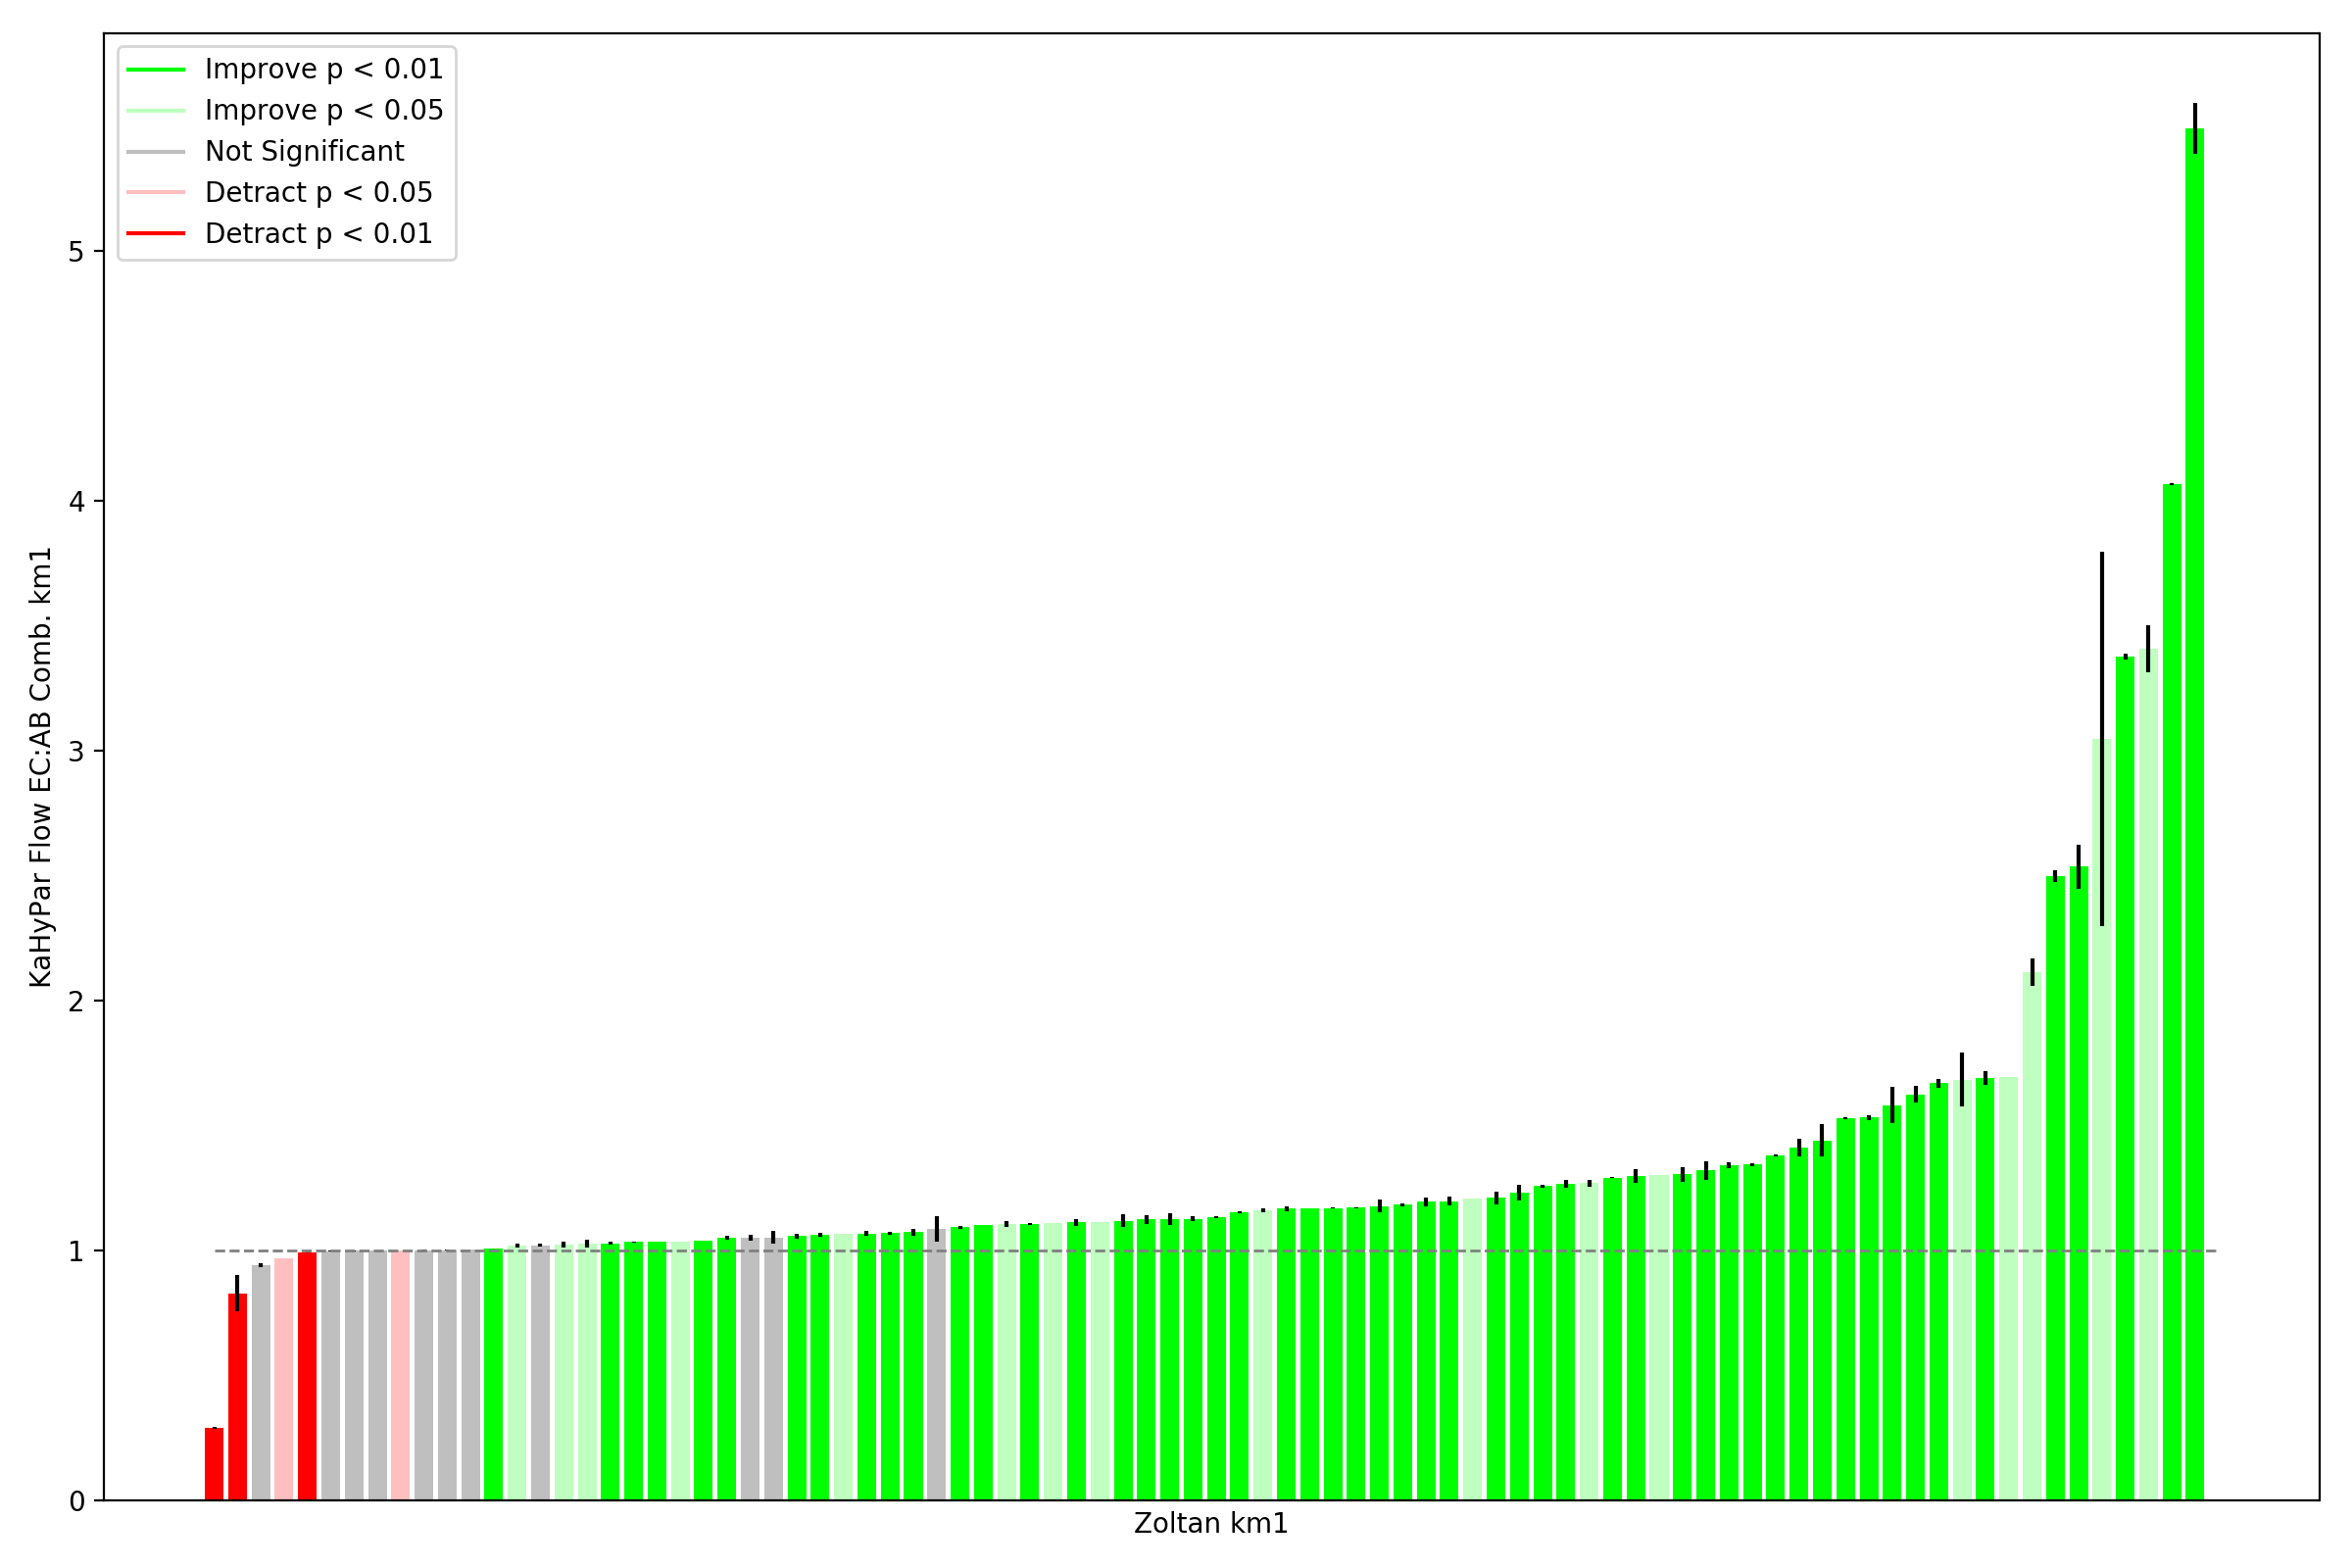 Improve p < 0.01
Improve p < 0.05
Not Significant
Detract p < 0.05
Detract p < 0.01
KaHyPar Flow EC:AB Comb. km1
5
4
3
2
1
0
Zoltan km1